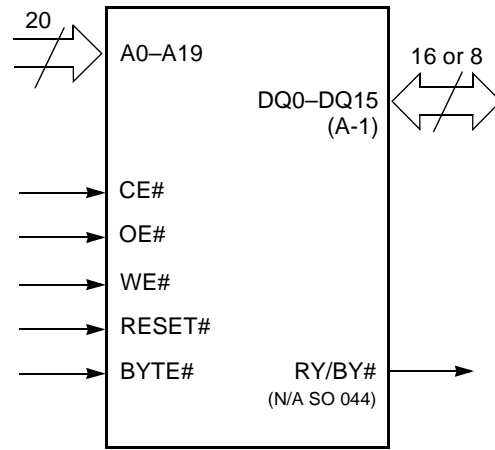 20
A0–A19
16 or 8
DQ0–DQ15
(A-1)
CE#
OE#
WE#
RESET#
BYTE#
RY/BY#
(N/A SO 044)